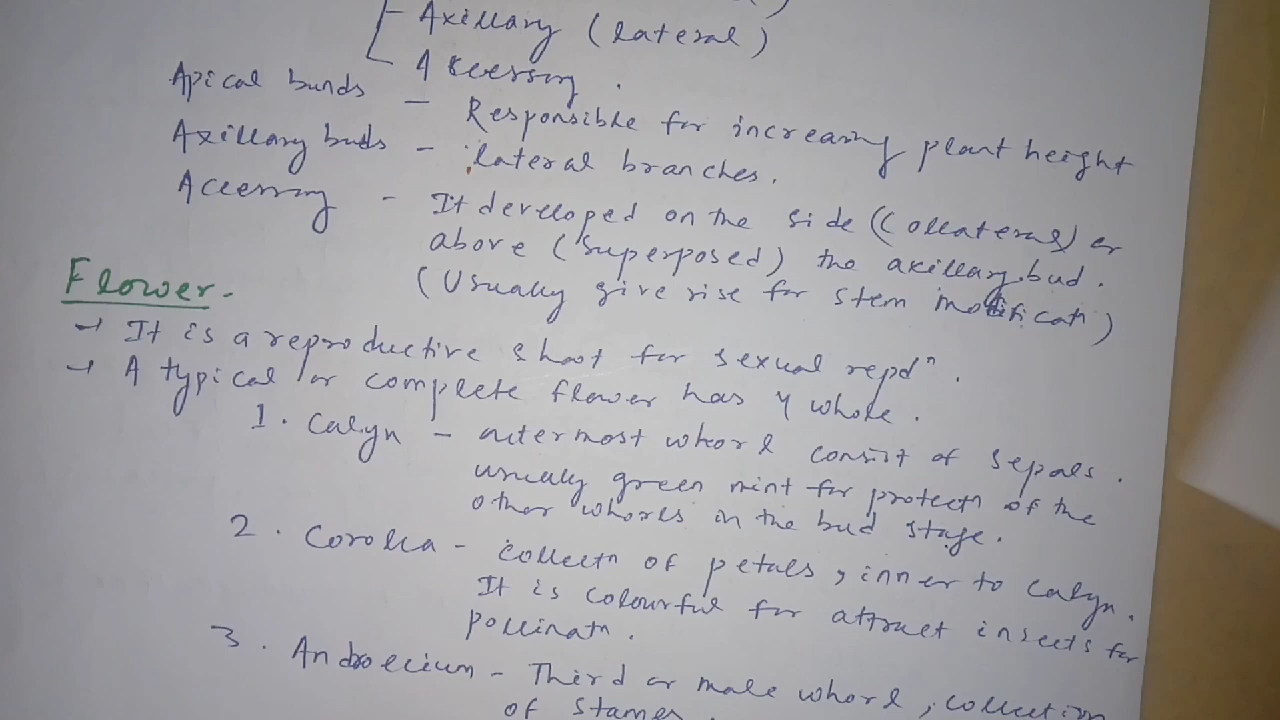 Axillary (lateral)
Accessory.
Apical bunds - Responsible for increasing plant height
Axillary buds - lateral branches.
Accessory - It developed on the side (Collateral) or
above (Superposed) the axillary bud.
(Usually give rise for stem modificatn)
Flower.
→ It is a reproductive shoot for sexual repdⁿ.
→ A typical or complete flower has 4 whole.
1. Calyx - outermost whorl consist of sepals.
usually green mint for protectn of the
other whorls in the bud stage.
2. Corolla - collectn of petals, inner to calyx.
It is colourful for attract insects for
pollinatn.
3. Androecium - Third or male whorl, collection
of stamens.